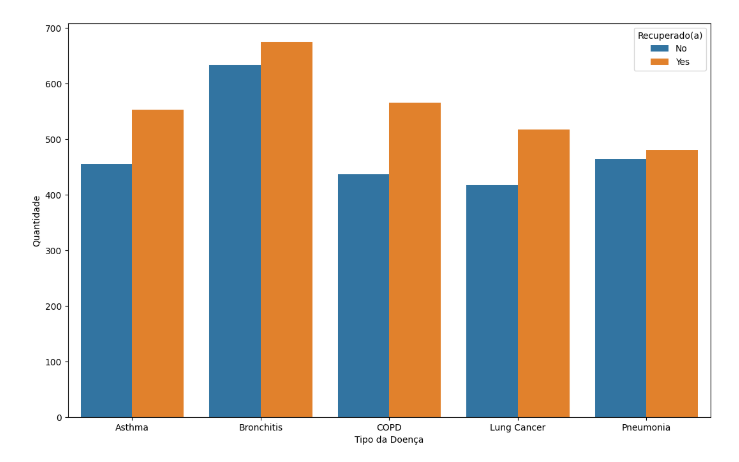 Recuperado(a)
No
Yes
700
600
500
400
300
200
100
0
Quantidade
Asthma
Bronchitis
COPD
Lung Cancer
Pneumonia
Tipo da Doença